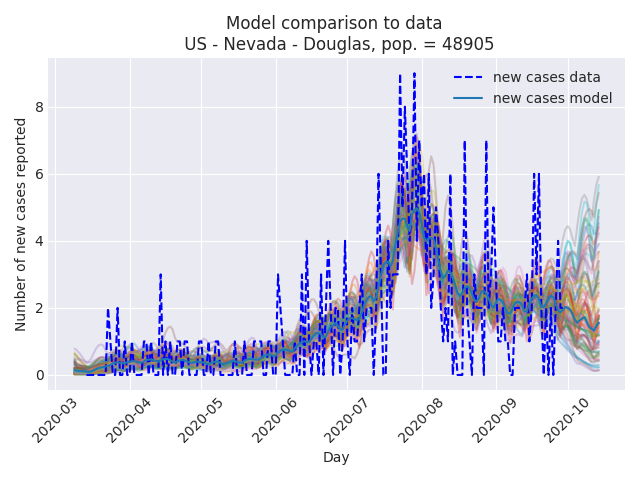 Model comparison to data
US - Nevada - Douglas, pop. = 48905
new cases data
new cases model
Number of new cases reported
8
6
4
2
0
2020-03
2020-04
2020-05
2020-06
2020-07
2020-08
2020-09
2020-10
Day